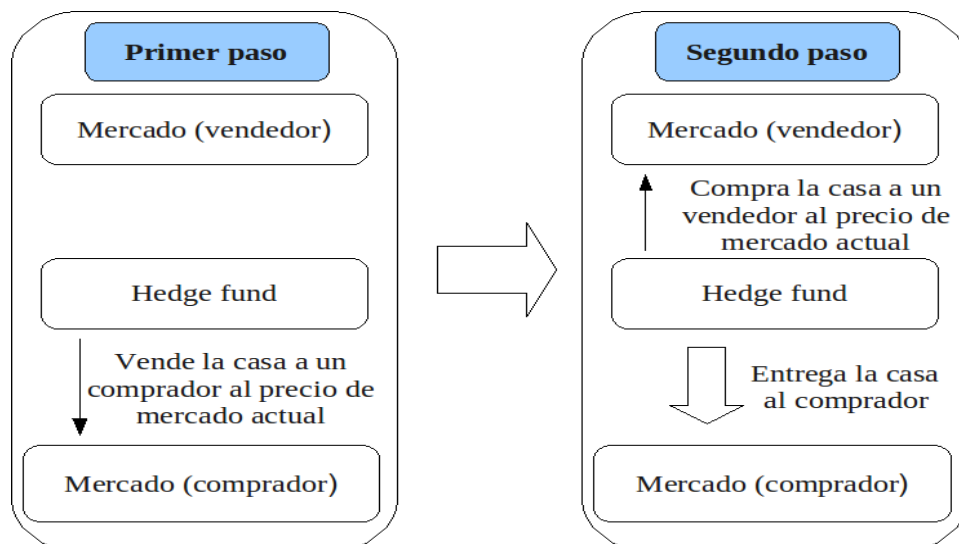 Primer paso
Mercado (vendedor)
Hedge fund
Vende la casa a un
comprador al precio de
mercado actual
Mercado (comprador)
Segundo paso
Mercado (vendedor)
Compra la casa a un
vendedor al precio de
mercado actual
Hedge fund
Entrega la casa
al comprador
Mercado (comprador)